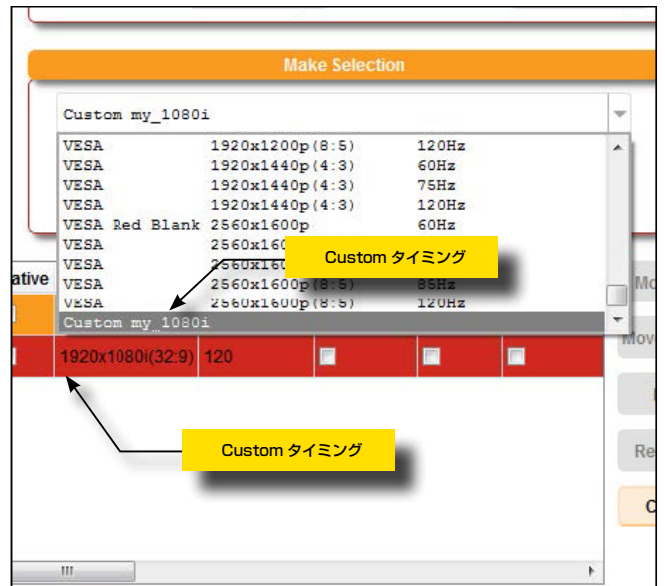 Make Selection
Custom my_1080i
VESA 1920x1200p(8:5) 120Hz
VESA 1920x1440p(4:3) 60Hz
VESA 1920x1440p(4:3) 75Hz
VESA 1920x1440p(4:3) 120Hz
VESA Red Blank 2560x1600p 60Hz
VESA 2560x160
VESA 2560x160
Custom タイミング
ative
VESA 2560x1600p(8:5) 85Hz
Mo
VESA 2560x1600p(8:5) 120Hz
Custom my_1080i
Mov
1920x1080i(32:9) 120
Custom タイミング
Re
C